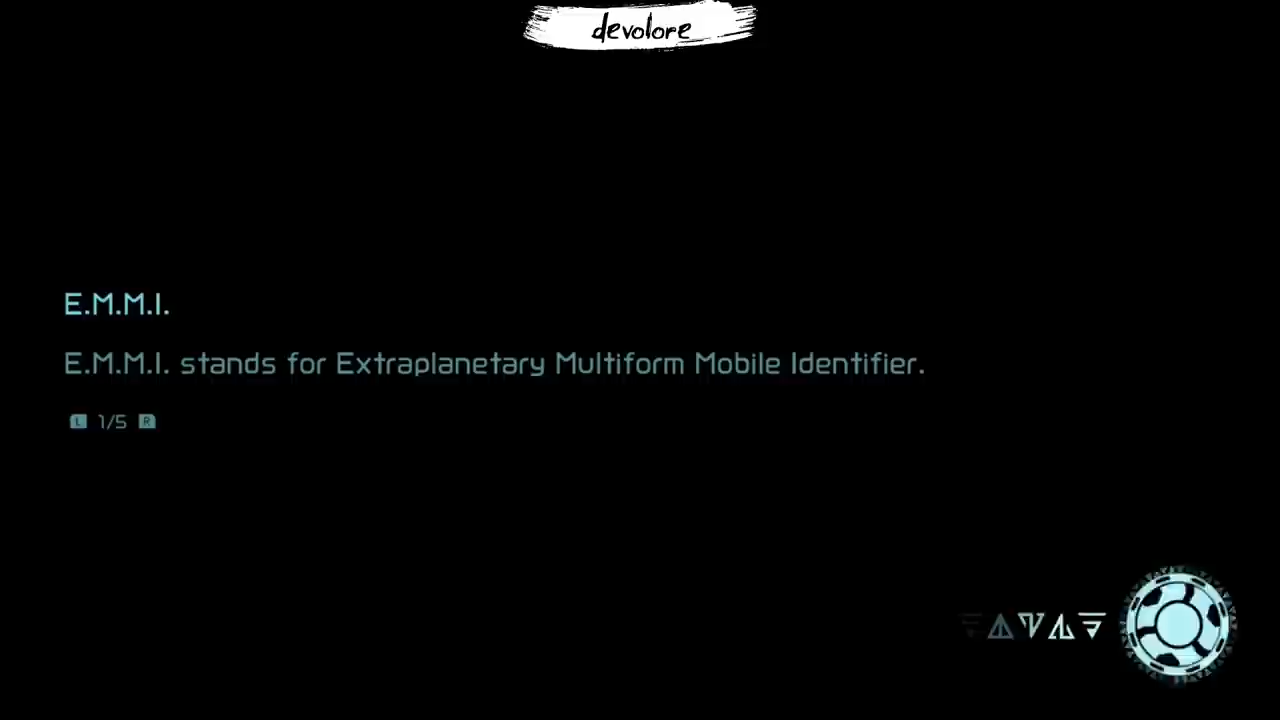 devolore
E.M.M.I.
E.M.M.I. stands for Extraplanetary Multiform Mobile Identifier.
L 1/5 R